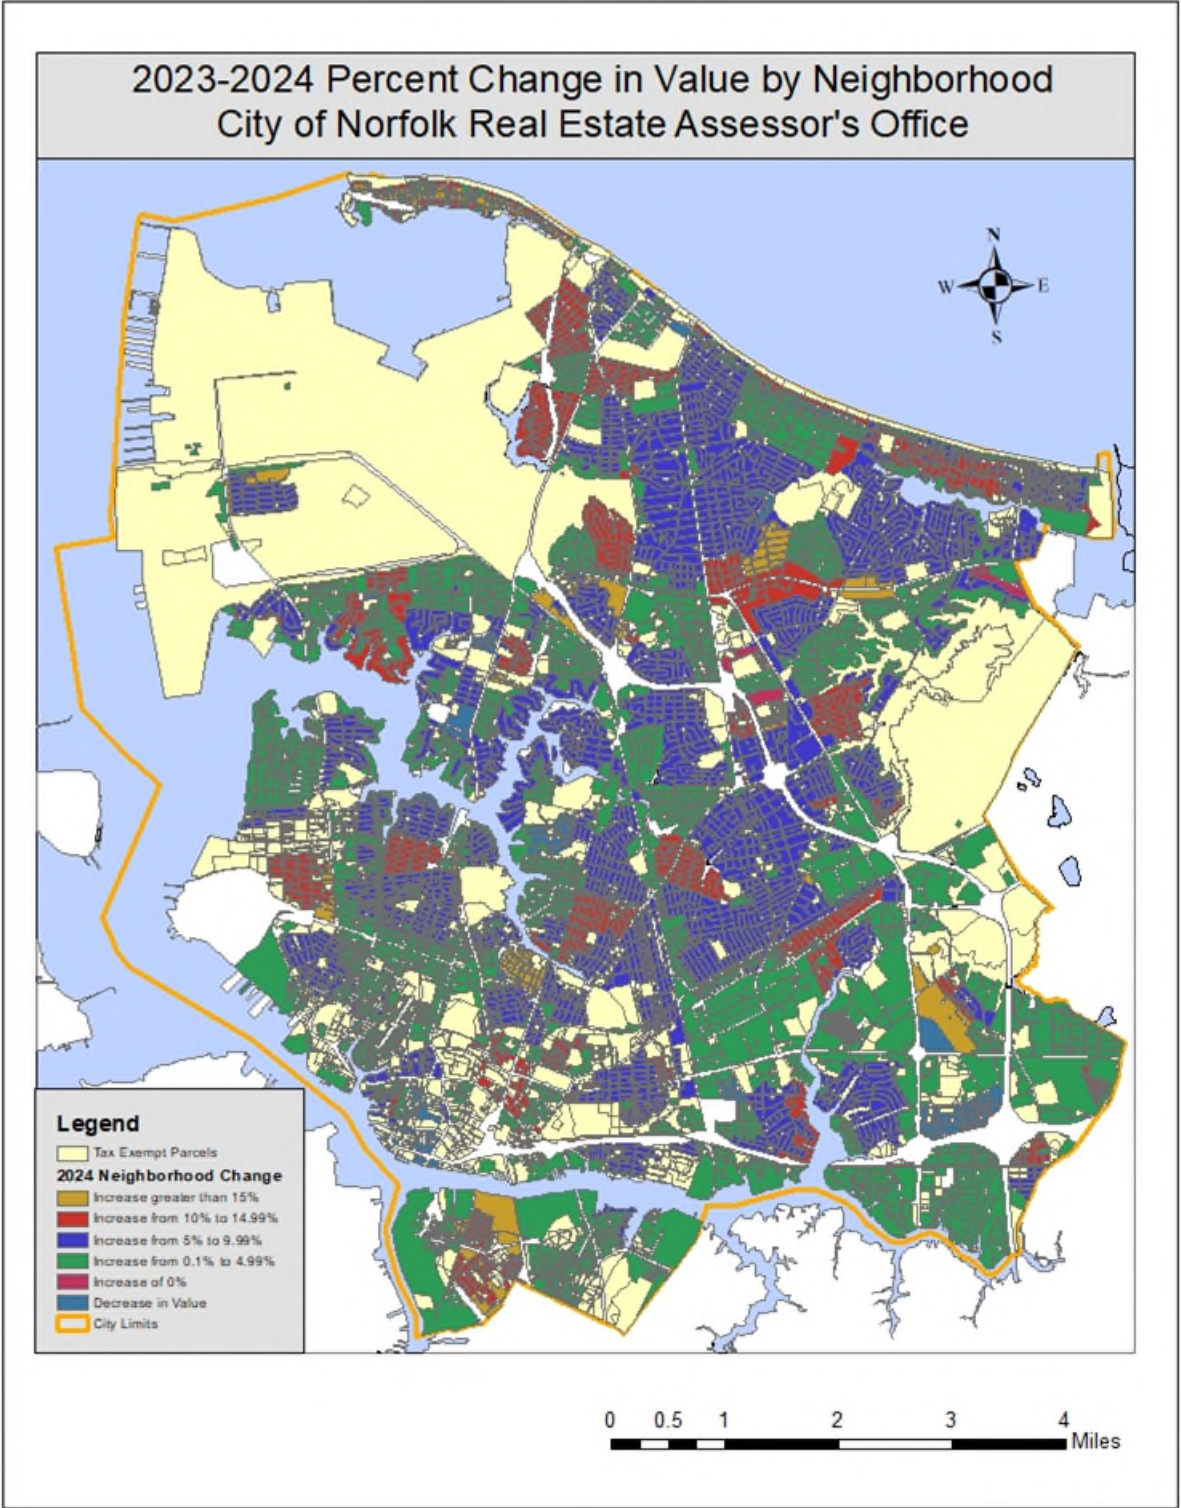 2023-2024 Percent Change in Value by Neighborhood
City of Norfolk Real Estate Assessor's Office
N
W E
S
Legend
Tax Exempt Parcels
2024 Neighborhood Change
Increase greater than 15%
Increase from 10% to 14.99%
Increase from 5% to 9.99%
Increase from 0.1% to 4.99%
Increase of 0%
Decrease in Value
City Limits
0 0.5 1 2 3 4
Miles